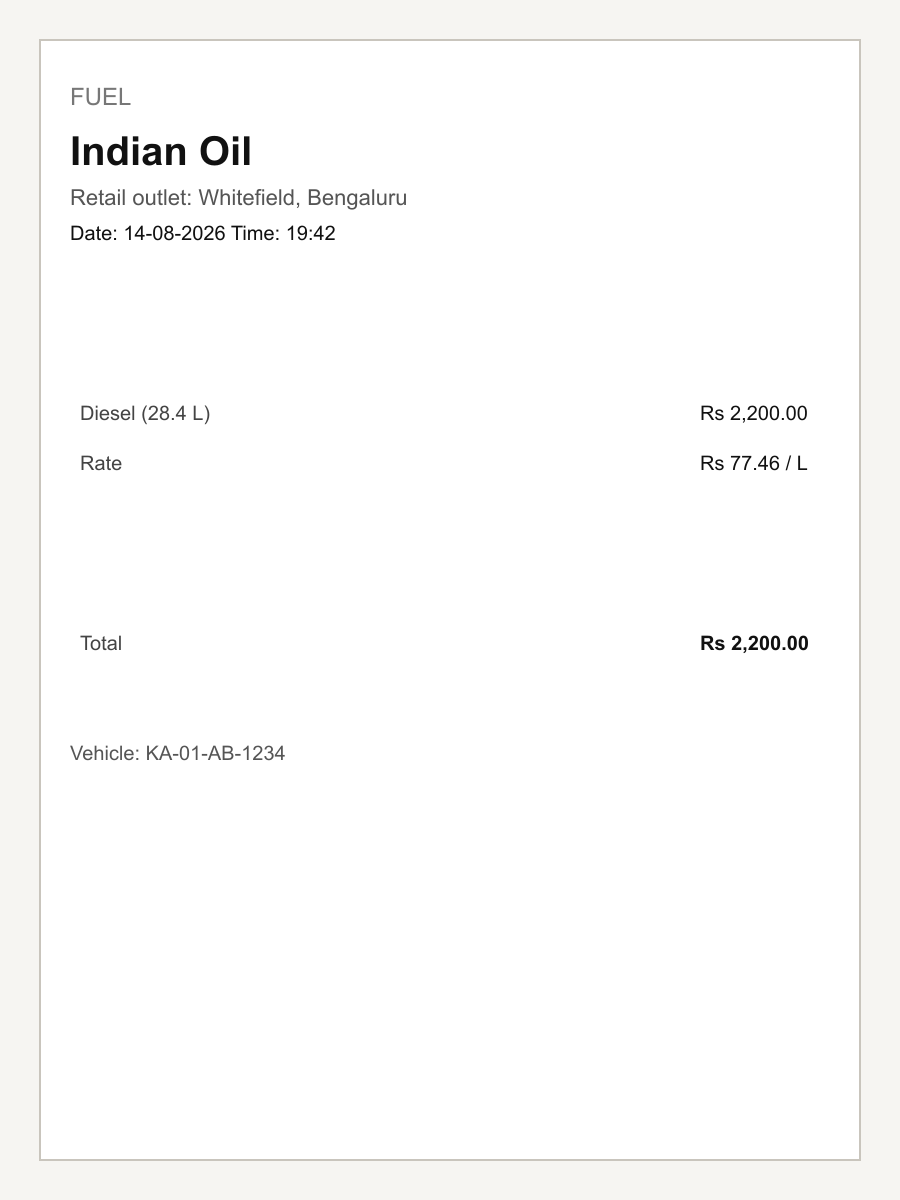 FUEL
Indian Oil
Retail outlet: Whitefield, Bengaluru
Date: 14-08-2026 Time: 19:42
Diesel (28.4 L) Rs 2,200.00
Rate Rs 77.46 / L
Total Rs 2,200.00
Vehicle: KA-01-AB-1234